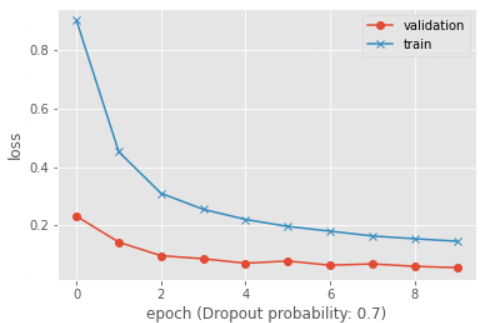 validation
train
loss
0.8
0.6
0.4
0.2
0 2 4 6 8
epoch (Dropout probability: 0.7)